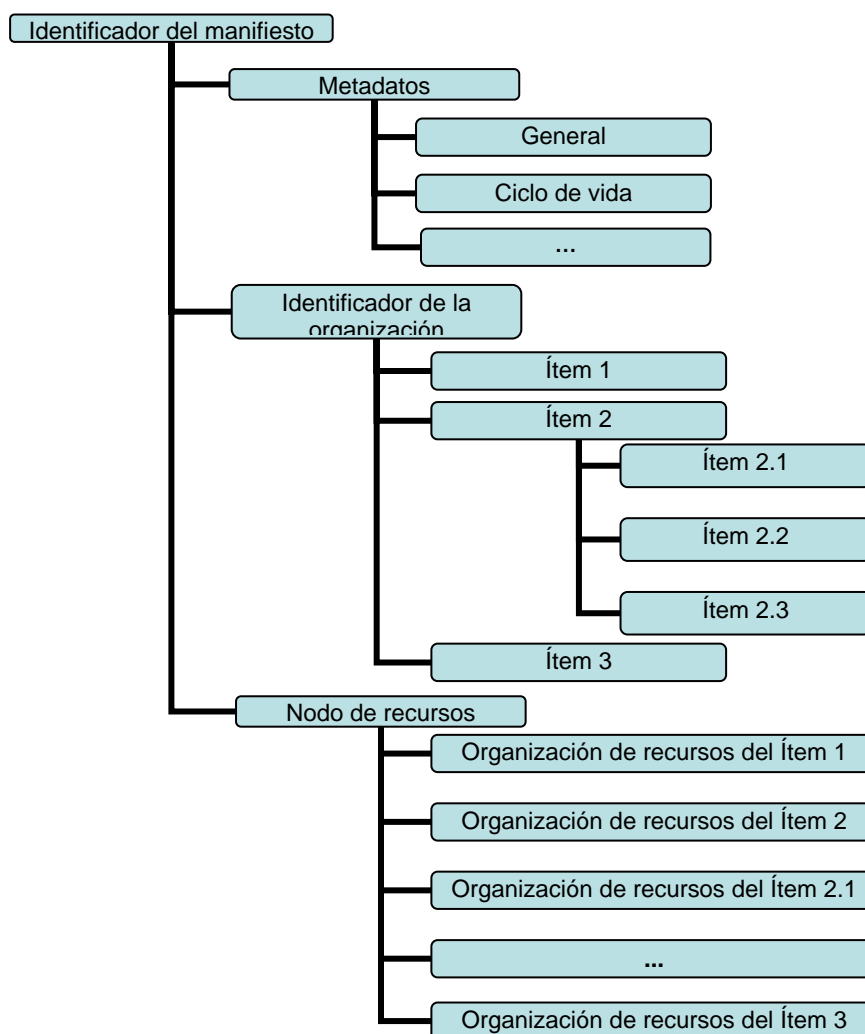 Identificador del manifiesto
Metadatos
General
Ciclo de vida
...
Identificador de la
organización
Ítem 1
Ítem 2
Ítem 2.1
Ítem 2.2
Ítem 2.3
Ítem 3
Nodo de recursos
Organización de recursos del Ítem 1
Organización de recursos del Ítem 2
Organización de recursos del Ítem 2.1
...
Organización de recursos del Ítem 3